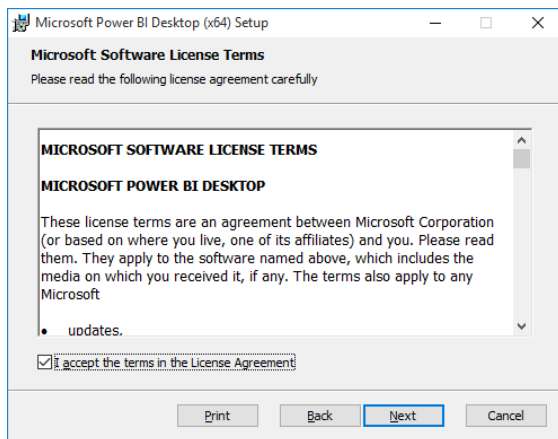 Microsoft Power BI Desktop (x64) Setup
Microsoft Software License Terms
Please read the following license agreement carefully
MICROSOFT SOFTWARE LICENSE TERMS
MICROSOFT POWER BI DESKTOP
These license terms are an agreement between Microsoft Corporation
(or based on where you live, one of its affiliates) and you. Please read
them. They apply to the software named above, which includes the
media on which you received it, if any. The terms also apply to any
Microsoft
• updates,
I accept the terms in the License Agreement
Print Back Next Cancel